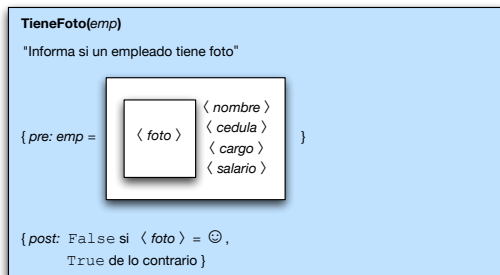 TieneFoto(emp)
"Informa si un empleado tiene foto"
{ pre: emp = 〈 foto 〉 }
〈 nombre 〉
〈 cedula 〉
〈 cargo 〉
〈 salario 〉
{ post: False si 〈 foto 〉 = ☺ ,
True de lo contrario }